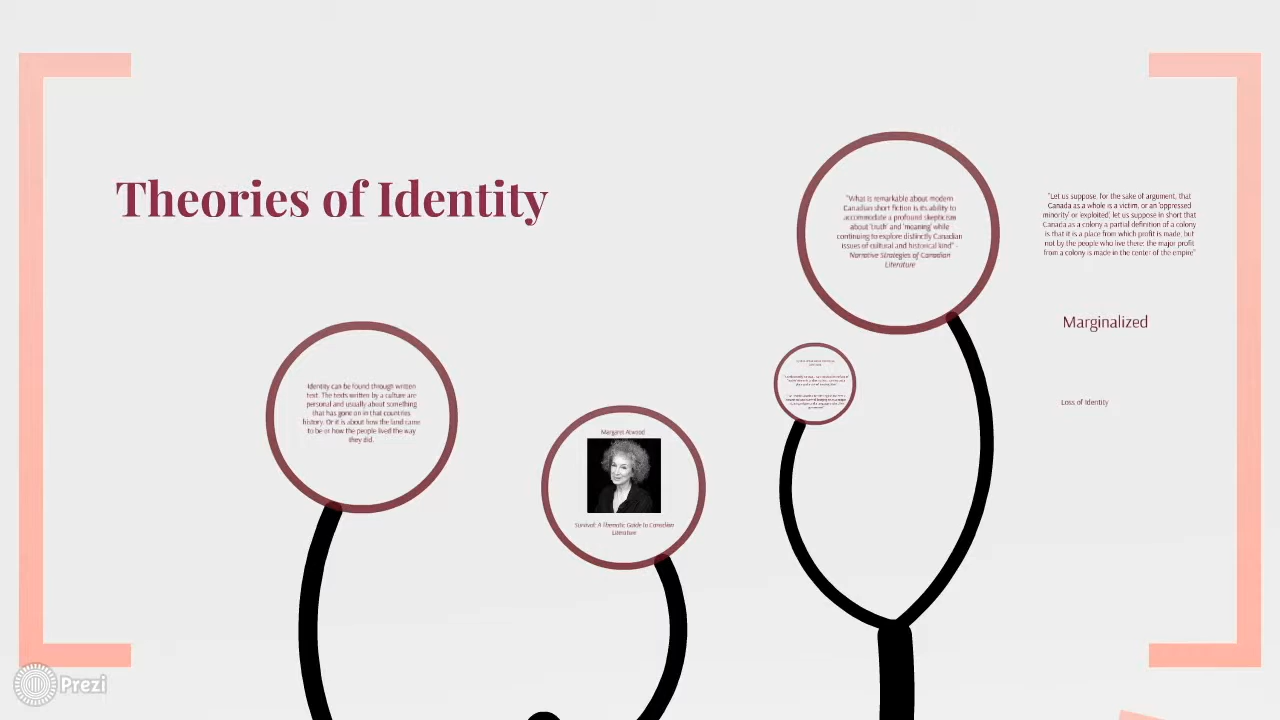 Theories of Identity
"What is remarkable about modern
Canadian short fiction is its ability to
accommodate a profound skepticism
about 'truth' and 'meaning' while
continuing to explore distinctly Canadian
issues of cultural and historical kind" -
Narrative Strategies of Canadian
Literature
"Let us suppose, for the sake of argument, that
Canada as a whole is a victim, or an 'oppressed
minority' or 'exploited', let us suppose in short that
Canada as a colony a partial definition of a colony
is that it is a place from which profit is made, but
not by the people who live there: the major profit
from a colony is made in the center of the empire"
Marginalized
Loss of Identity
Identity can be found through written
text. The texts written by a culture are
personal and usually about something
that has gone on in that countries
history. Or it is about how the land came
to be or how the people lived the way
they did.
Margaret Atwood
Survival: A Thematic Guide to Canadian
Literature
Prezi